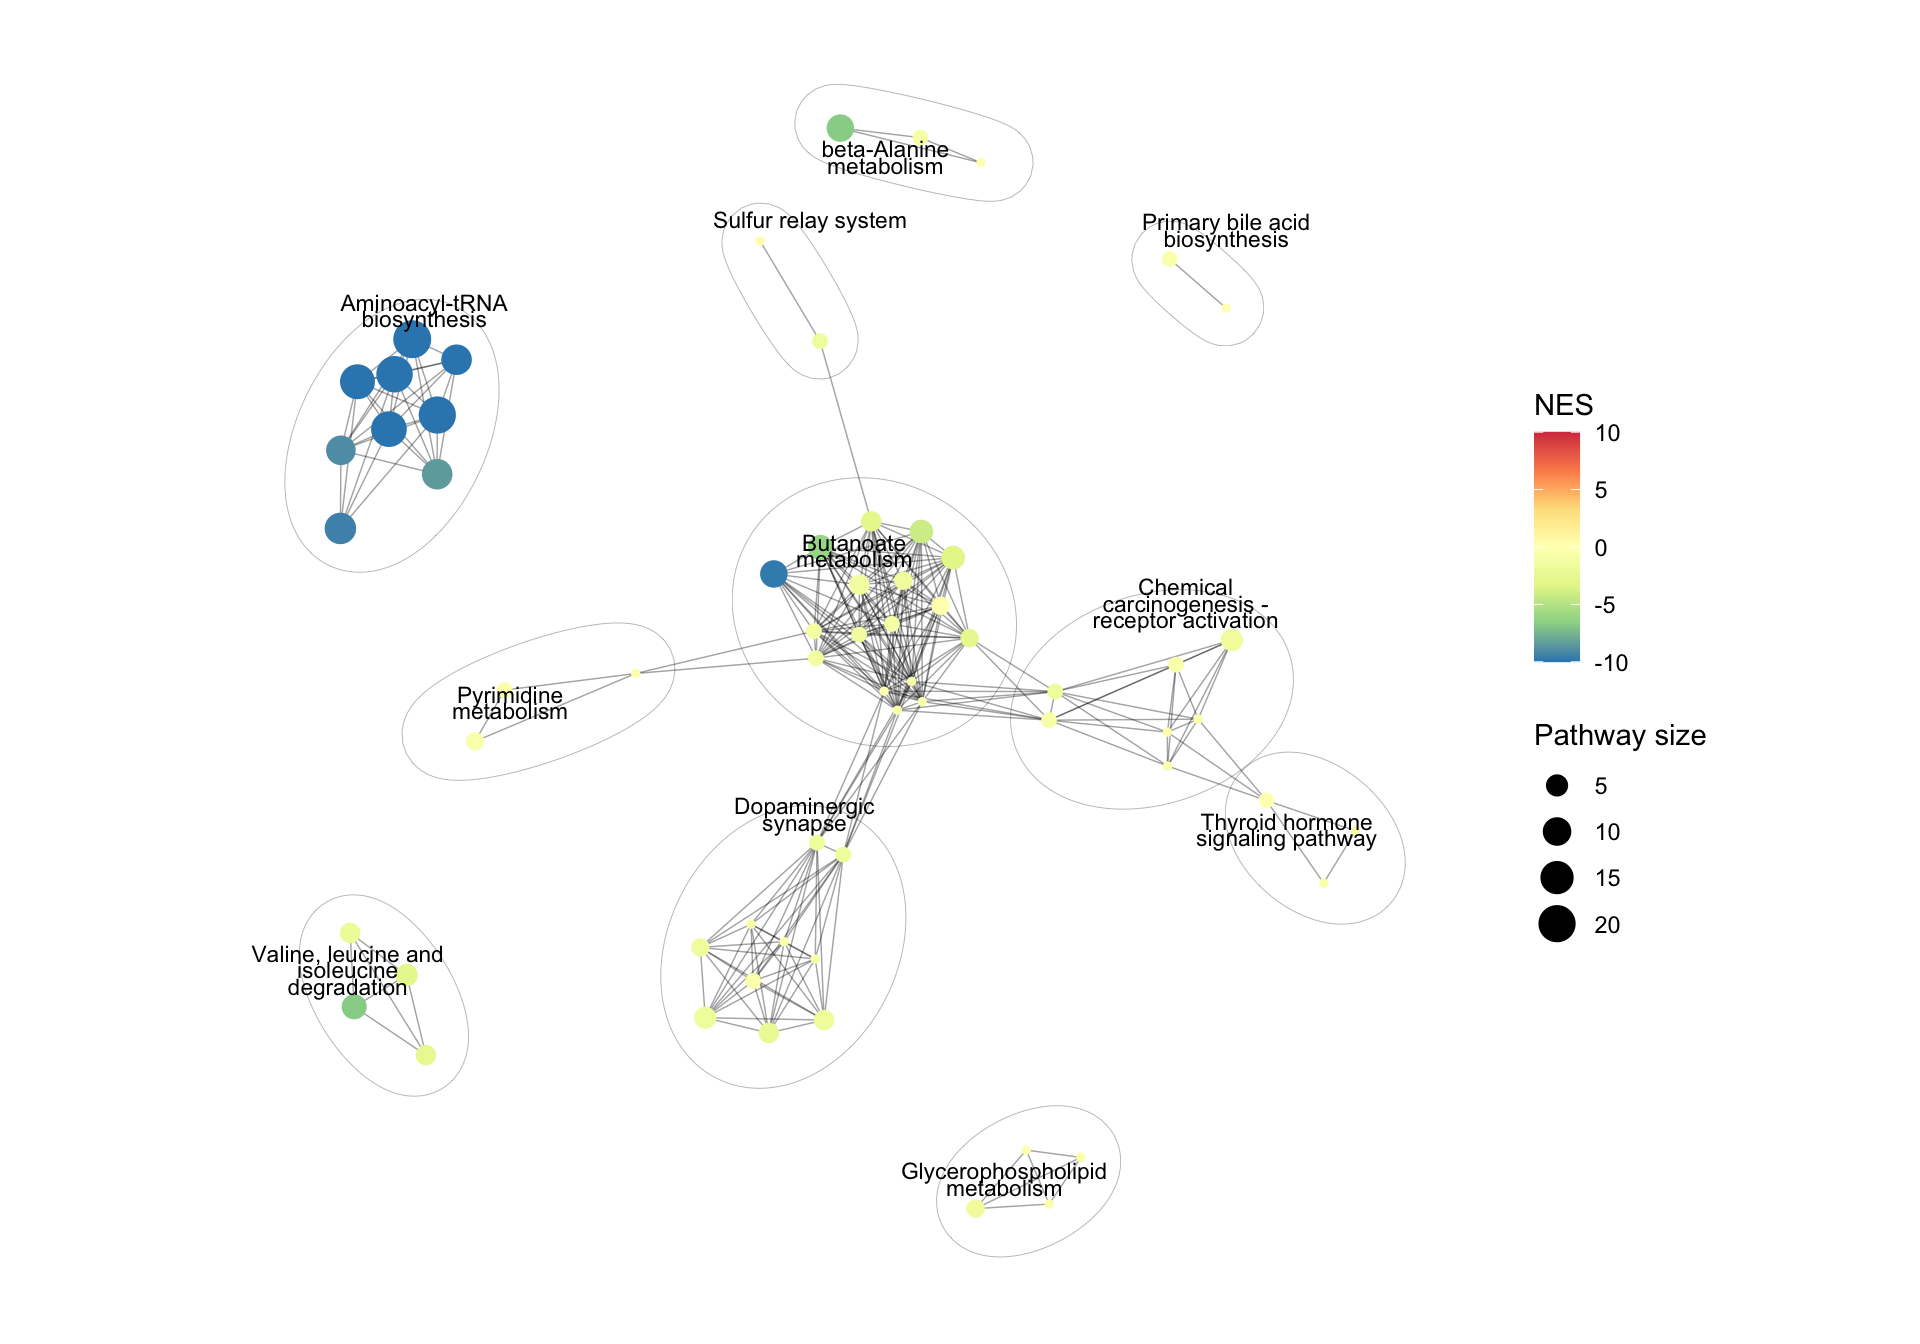 beta-Alanine
metabolism
Sulfur relay system
Primary bile acid
biosynthesis
Aminoacyl-tRNA
biosynthesis
Butanoate
metabolism
Chemical
carcinogenesis -
receptor activation
Pyrimidine
metabolism
Dopaminergic
synapse
Thyroid hormone
signaling pathway
Valine, leucine and
isoleucine
degradation
Glycerophospholipid
metabolism
NES
10
5
0
-5
-10
Pathway size
5
10
15
20